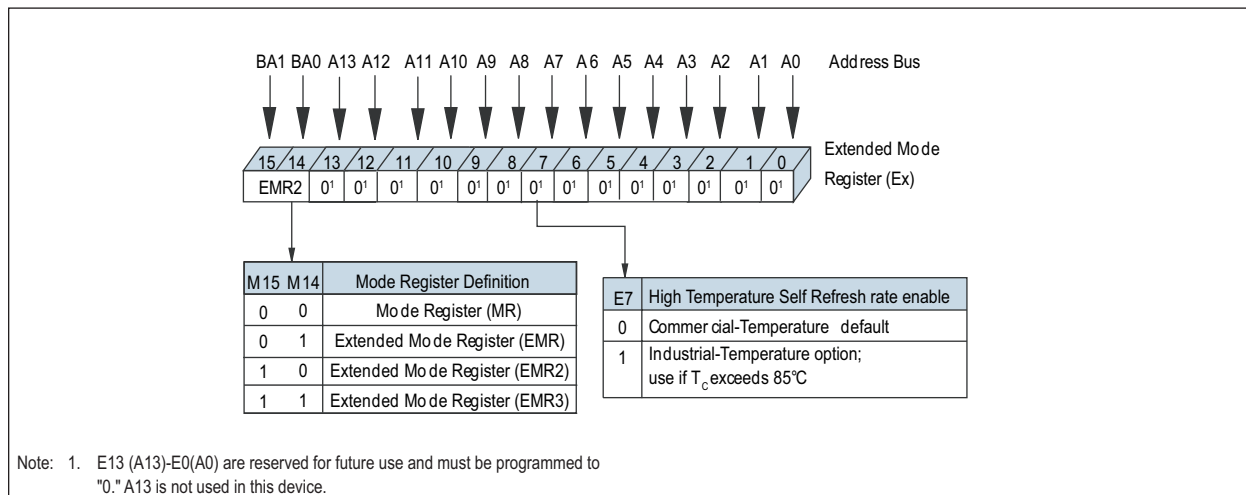 BA1 BA0 A13 A12 A11 A10 A9 A8 A7 A6 A5 A4 A3 A2 A1 A0 Address Bus
15 14 13 12 11 10 9 8 7 6 5 4 3 2 1 0
Extended Mode
Register (Ex)
EMR2 0¹ 0¹ 0¹ 0¹ 0¹ 0¹ 0¹ 0¹ 0¹ 0¹ 0¹ 0¹ 0¹ 0¹
M15 M14 Mode Register Definition
0 0 Mode Register (MR)
0 1 Extended Mode Register (EMR)
1 0 Extended Mode Register (EMR2)
1 1 Extended Mode Register (EMR3)
E7 High Temperature Self Refresh rate enable
0 Commercial-Temperature default
1 Industrial-Temperature option;
use if TC exceeds 85°C
Note: 1. E13 (A13)-E0(A0) are reserved for future use and must be programmed to
"0." A13 is not used in this device.